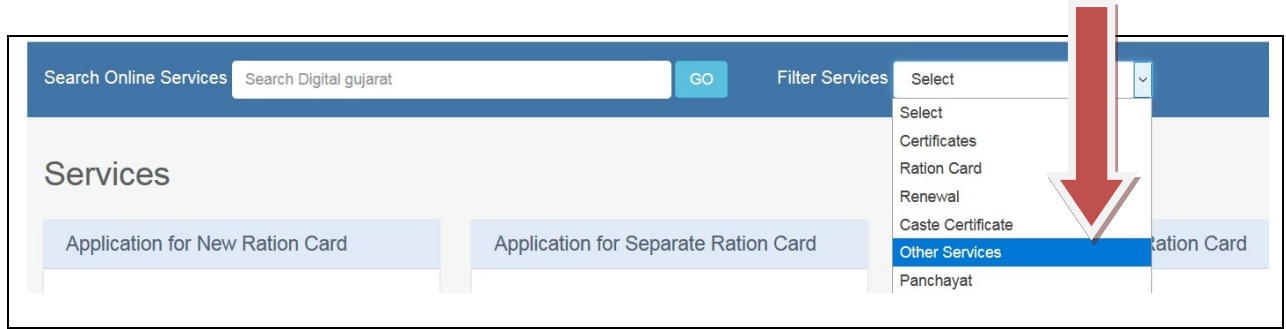 Search Online Services Search Digital gujarat GO Filter Services Select
Select
Certificates
Ration Card
Renewal
Caste Certificate
Other Services
Panchayat
Services
Application for New Ration Card Application for Separate Ration Card Ration Card